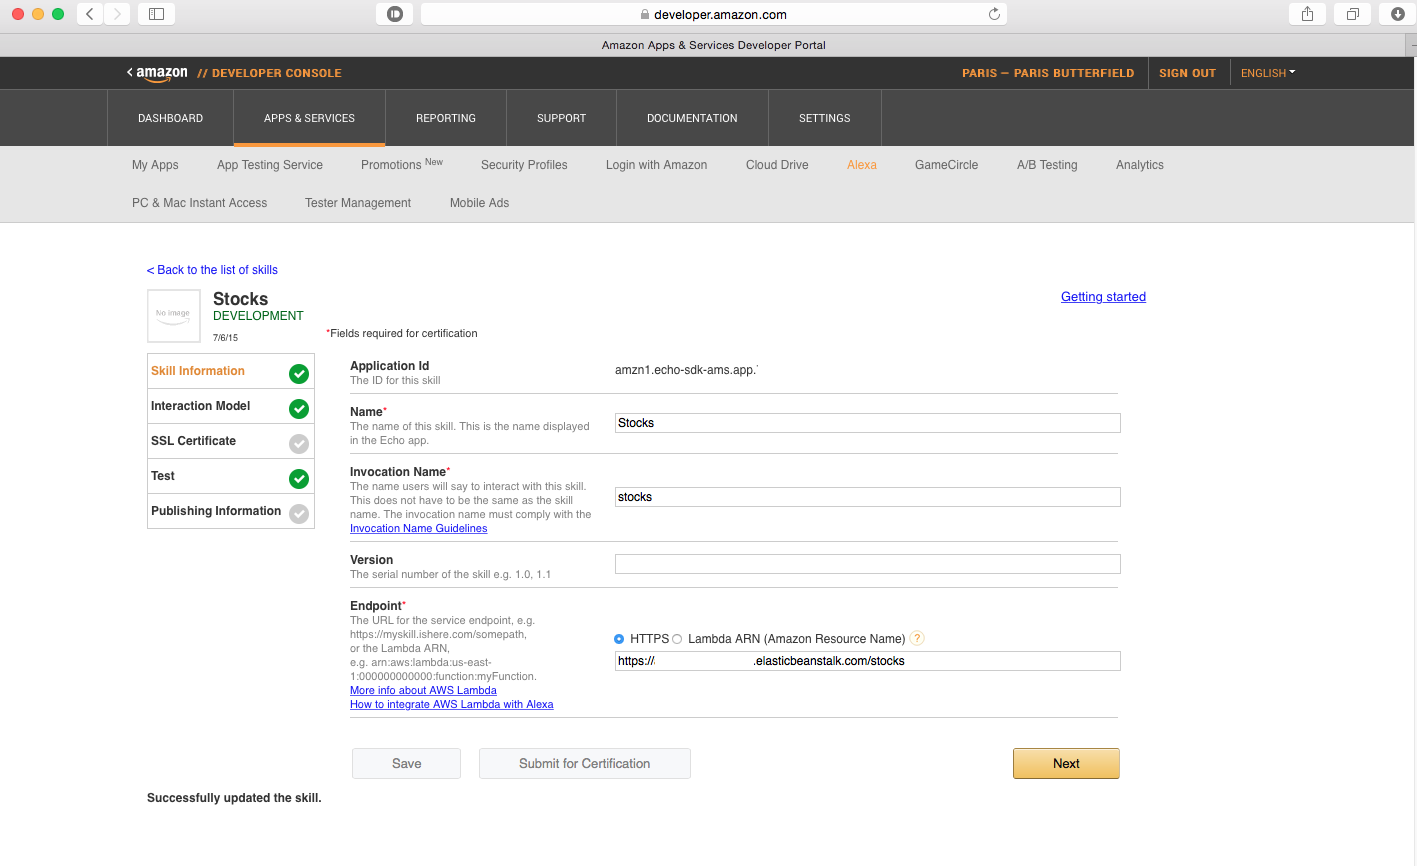 developer.amazon.com
Amazon Apps & Services Developer Portal
< amazon // DEVELOPER CONSOLE
PARIS – PARIS BUTTERFIELD
SIGN OUT
ENGLISH
DASHBOARD
APPS & SERVICES
REPORTING
SUPPORT
DOCUMENTATION
SETTINGS
My Apps
App Testing Service
Promotions New
Security Profiles
Login with Amazon
Cloud Drive
Alexa
GameCircle
A/B Testing
Analytics
PC & Mac Instant Access
Tester Management
Mobile Ads
< Back to the list of skills
No image
Stocks
DEVELOPMENT
7/6/15
Getting started
*Fields required for certification
Skill Information
Interaction Model
SSL Certificate
Test
Publishing Information
Application Id
The ID for this skill
amzn1.echo-sdk-ams.app.
Name*
The name of this skill. This is the name displayed
in the Echo app.
Stocks
Invocation Name*
The name users will say to interact with this skill.
This does not have to be the same as the skill
name. The invocation name must comply with the
Invocation Name Guidelines
stocks
Version
The serial number of the skill e.g. 1.0, 1.1
Endpoint*
The URL for the service endpoint, e.g.
https://myskill.ishere.com/somepath,
or the Lambda ARN,
e.g. arn:aws:lambda:us-east-
1:000000000000:function:myFunction.
More info about AWS Lambda
How to integrate AWS Lambda with Alexa
HTTPS
Lambda ARN (Amazon Resource Name) ?
https:// .elasticbeanstalk.com/stocks
Save
Submit for Certification
Next
Successfully updated the skill.